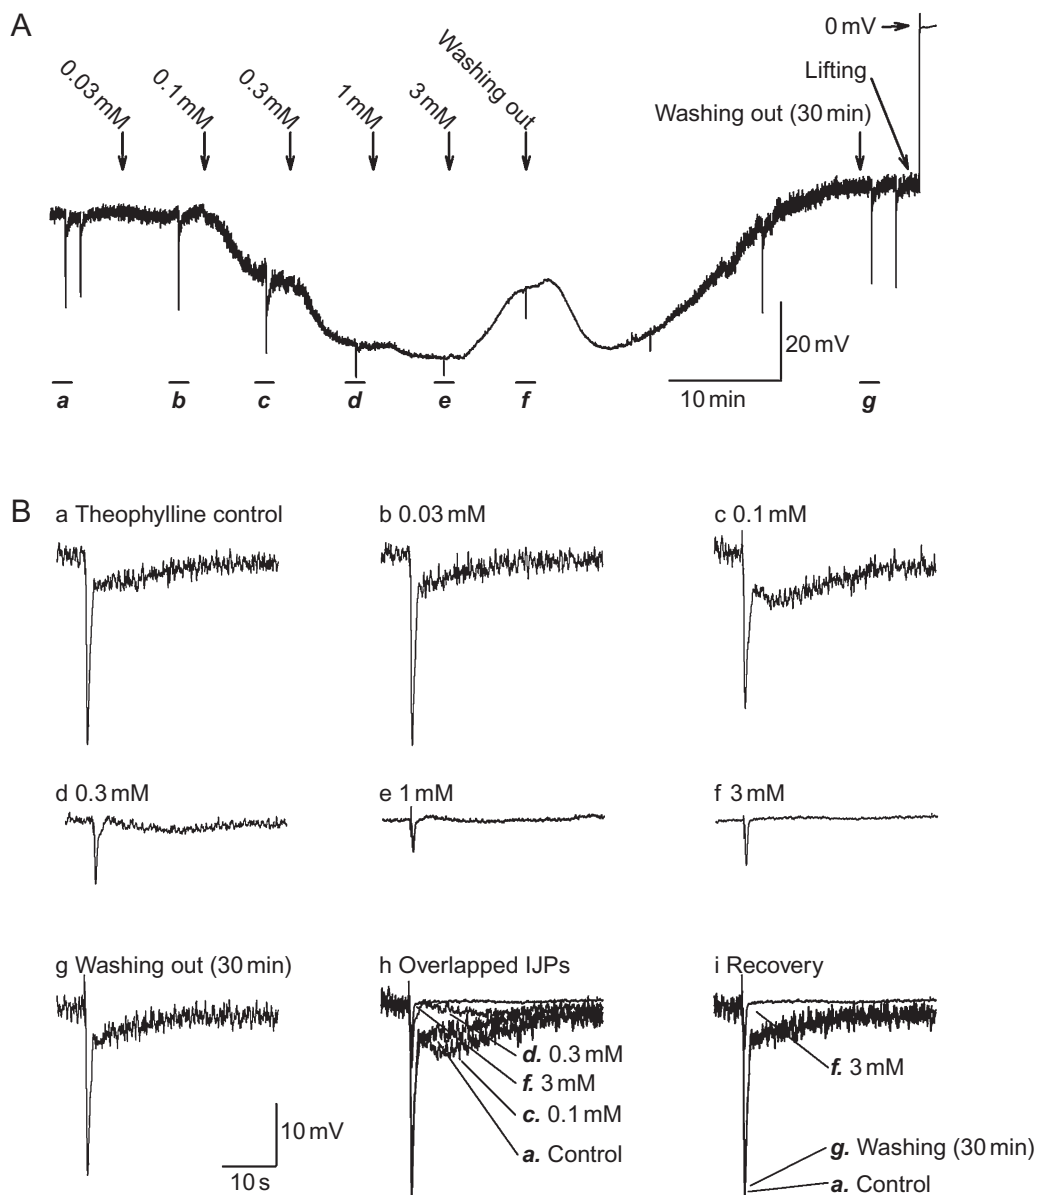 A
0 mV
Lifting
Washing out (30 min)
0.03 mM
0.1 mM
0.3 mM
1 mM
3 mM
Washing out
20 mV
10 min
a
b
c
d
e
f
g
B
a Theophylline control
b 0.03 mM
c 0.1 mM
d 0.3 mM
e 1 mM
f 3 mM
g Washing out (30 min)
10 mV
10 s
h Overlapped IJPs
d. 0.3 mM
f. 3 mM
c. 0.1 mM
a. Control
i Recovery
f. 3 mM
g. Washing (30 min)
a. Control